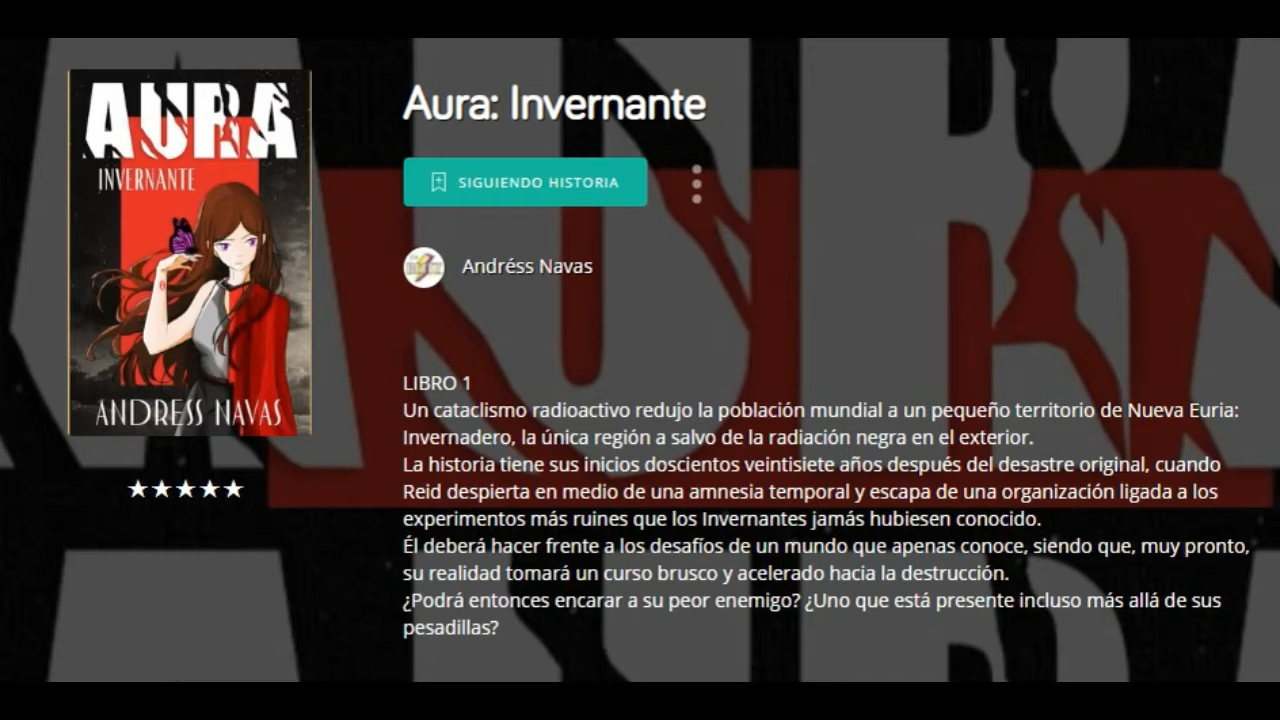 AURA
INVERNANTE
ANDRESS NAVAS
Aura: Invernante
SIGUIENDO HISTORIA
Andréss Navas
LIBRO 1
Un cataclismo radioactivo redujo la población mundial a un pequeño territorio de Nueva Euria:
Invernadero, la única región a salvo de la radiación negra en el exterior.
La historia tiene sus inicios doscientos veintisiete años después del desastre original, cuando
Reid despierta en medio de una amnesia temporal y escapa de una organización ligada a los
experimentos más ruines que los Invernantes jamás hubiesen conocido.
Él deberá hacer frente a los desafíos de un mundo que apenas conoce, siendo que, muy pronto,
su realidad tomará un curso brusco y acelerado hacia la destrucción.
¿Podrá entonces encarar a su peor enemigo? ¿Uno que está presente incluso más allá de sus
pesadillas?